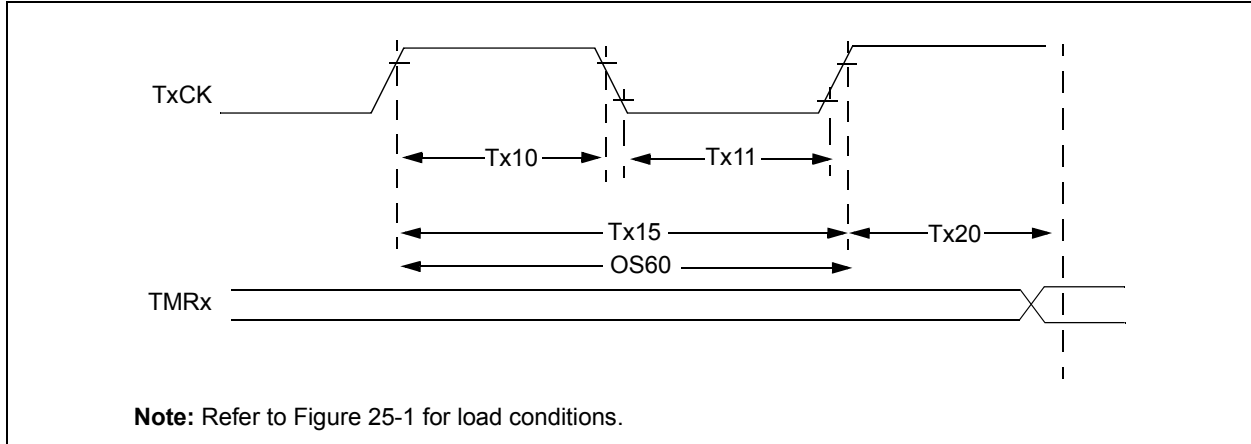 TxCK
Tx10
Tx11
Tx15
Tx20
OS60
TMRx
Note: Refer to Figure 25-1 for load conditions.